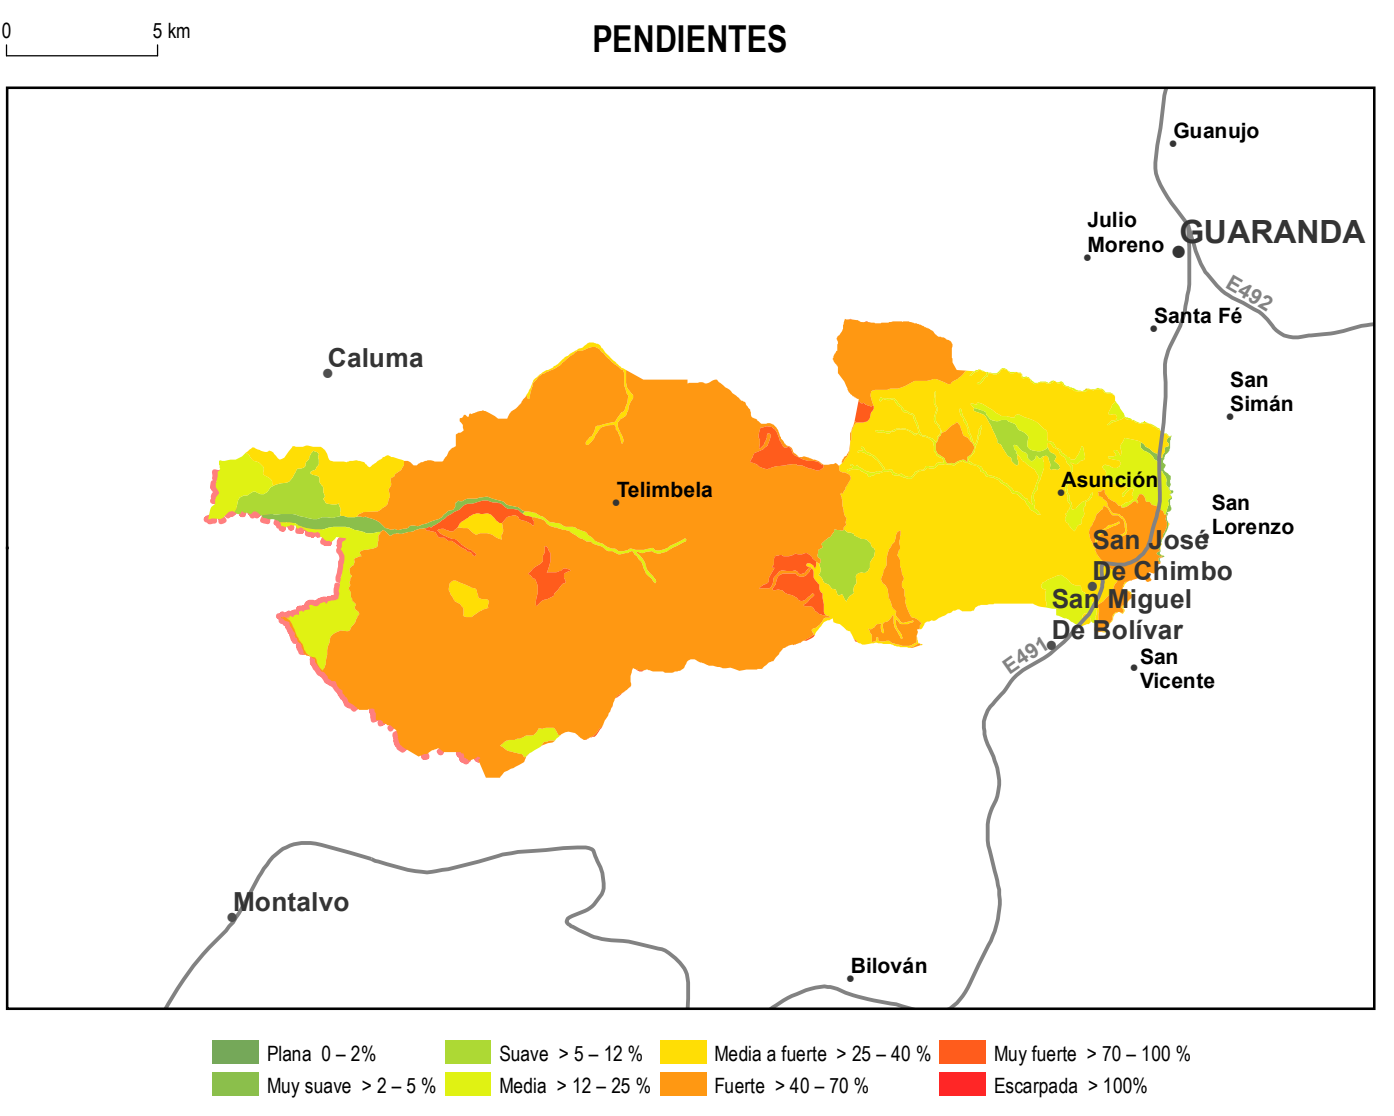 0 5 km
PENDIENTES
Guanujo
Julio
Moreno
GUARANDA
E492
Santa Fé
Caluma
San
Simán
Telimbela
Asunción
San
Lorenzo
San José
De Chimbo
San Miguel
De Bolívar
E491
San
Vicente
Montalvo
Bilován
Plana 0 – 2%
Suave > 5 – 12 %
Media a fuerte > 25 – 40 %
Muy fuerte > 70 – 100 %
Muy suave > 2 – 5 %
Media > 12 – 25 %
Fuerte > 40 – 70 %
Escarpada > 100%